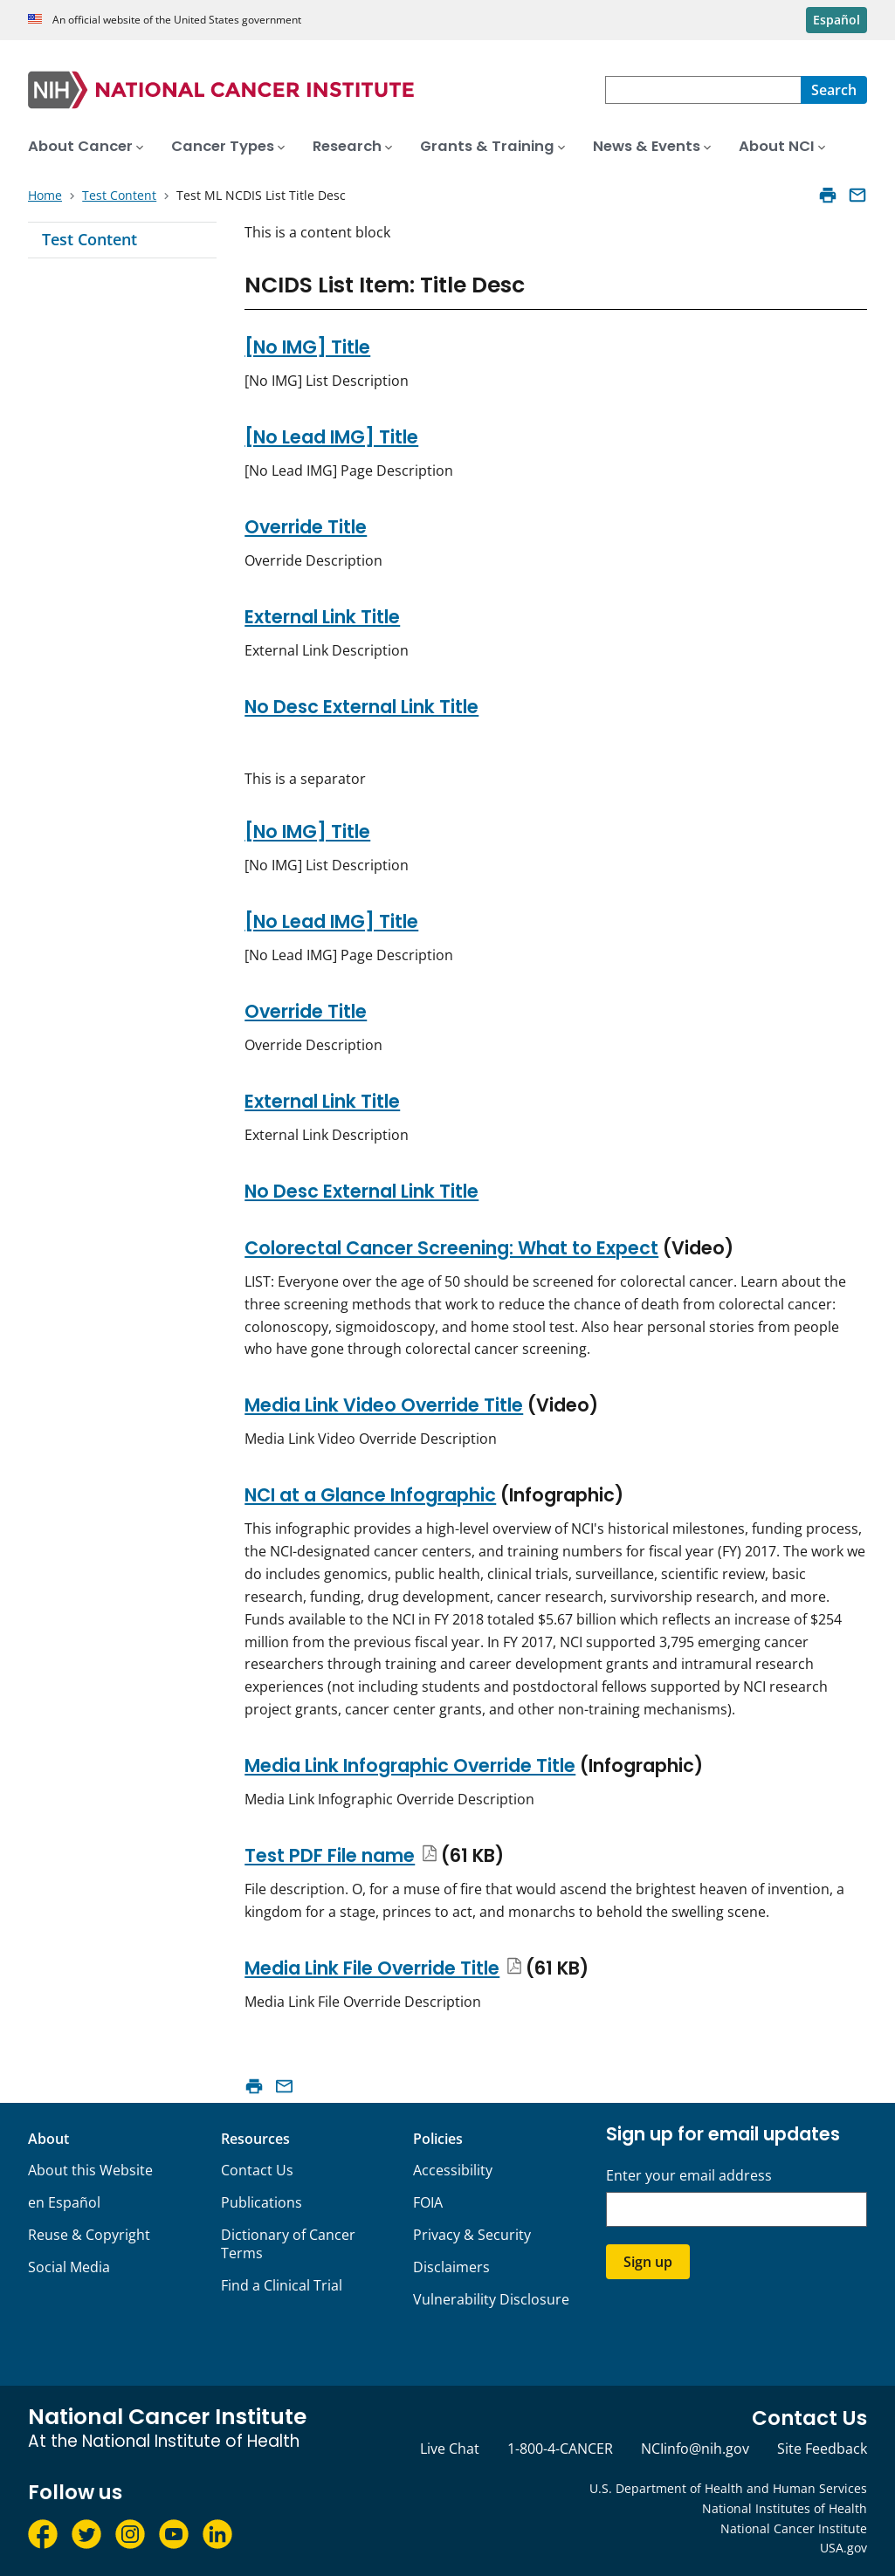 An official website of the United States government
Español
NIH NATIONAL CANCER INSTITUTE
Search
About Cancer
Cancer Types
Research
Grants & Training
News & Events
About NCI
Home > Test Content > Test ML NCDIS List Title Desc
Test Content
This is a content block
NCIDS List Item: Title Desc
[No IMG] Title
[No IMG] List Description
[No Lead IMG] Title
[No Lead IMG] Page Description
Override Title
Override Description
External Link Title
External Link Description
No Desc External Link Title
This is a separator
[No IMG] Title
[No IMG] List Description
[No Lead IMG] Title
[No Lead IMG] Page Description
Override Title
Override Description
External Link Title
External Link Description
No Desc External Link Title
Colorectal Cancer Screening: What to Expect (Video)
LIST: Everyone over the age of 50 should be screened for colorectal cancer. Learn about the
three screening methods that work to reduce the chance of death from colorectal cancer:
colonoscopy, sigmoidoscopy, and home stool test. Also hear personal stories from people
who have gone through colorectal cancer screening.
Media Link Video Override Title (Video)
Media Link Video Override Description
NCI at a Glance Infographic (Infographic)
This infographic provides a high-level overview of NCI's historical milestones, funding process,
the NCI-designated cancer centers, and training numbers for fiscal year (FY) 2017. The work we
do includes genomics, public health, clinical trials, surveillance, scientific review, basic
research, funding, drug development, cancer research, survivorship research, and more.
Funds available to the NCI in FY 2018 totaled $5.67 billion which reflects an increase of $254
million from the previous fiscal year. In FY 2017, NCI supported 3,795 emerging cancer
researchers through training and career development grants and intramural research
experiences (not including students and postdoctoral fellows supported by NCI research
project grants, cancer center grants, and other non-training mechanisms).
Media Link Infographic Override Title (Infographic)
Media Link Infographic Override Description
Test PDF File name (61 KB)
File description. O, for a muse of fire that would ascend the brightest heaven of invention, a
kingdom for a stage, princes to act, and monarchs to behold the swelling scene.
Media Link File Override Title (61 KB)
Media Link File Override Description
About
About this Website
en Español
Reuse & Copyright
Social Media
Resources
Contact Us
Publications
Dictionary of Cancer
Terms
Find a Clinical Trial
Policies
Accessibility
FOIA
Privacy & Security
Disclaimers
Vulnerability Disclosure
Sign up for email updates
Enter your email address
Sign up
National Cancer Institute
At the National Institute of Health
Contact Us
Live Chat
1-800-4-CANCER
NCIinfo@nih.gov
Site Feedback
Follow us
U.S. Department of Health and Human Services
National Institutes of Health
National Cancer Institute
USA.gov